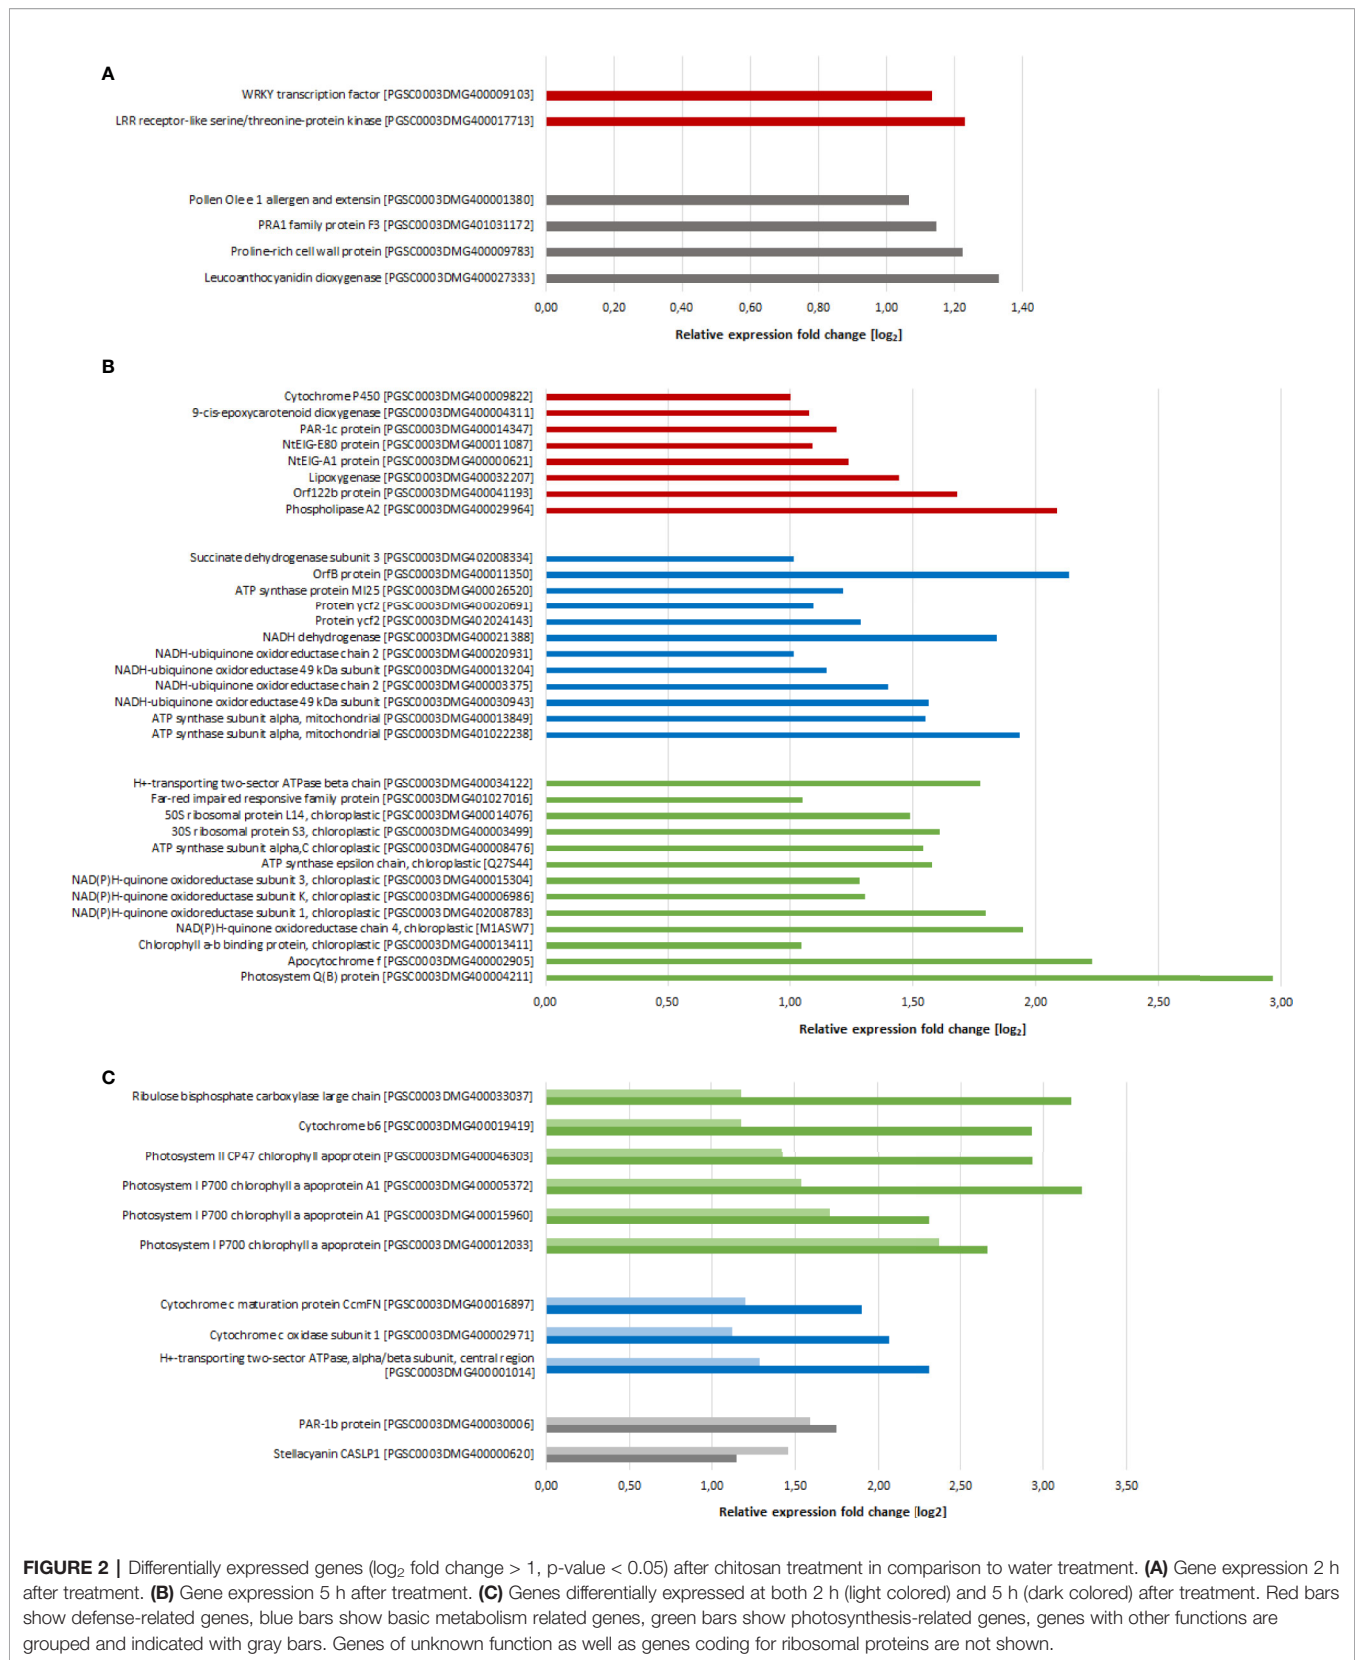 A
WRKY transcription factor [PGSC0003DMG400009103]
LRR receptor-like serine/threonine-protein kinase [PGSC0003DMG400017713]
Pollen Ole e 1 allergen and extensin [PGSC0003DMG400001380]
PRA1 family protein F3 [PGSC0003DMG401031172]
Proline-rich cell wall protein [PGSC0003DMG400009783]
Leucoanthocyanidin dioxygenase [PGSC0003DMG400027333]
0,00 0,20 0,40 0,60 0,80 1,00 1,20 1,40
Relative expression fold change [log₂]
B
Cytochrome P450 [PGSC0003DMG400009822]
9-cis-epoxycarotenoid dioxygenase [PGSC0003DMG400004311]
PAR-1c protein [PGSC0003DMG400014347]
NtEIG-E80 protein [PGSC0003DMG400011087]
NtEIG-A1 protein [PGSC0003DMG400000621]
Lipoxygenase [PGSC0003DMG400032207]
Orf122b protein [PGSC0003DMG400041193]
Phospholipase A2 [PGSC0003DMG400029964]
Succinate dehydrogenase subunit 3 [PGSC0003DMG402008334]
OrfB protein [PGSC0003DMG400011350]
ATP synthase protein MI25 [PGSC0003DMG400026520]
Protein ycf2 [PGSC0003DMG400020691]
Protein ycf2 [PGSC0003DMG402024143]
NADH dehydrogenase [PGSC0003DMG400021388]
NADH-ubiquinone oxidoreductase chain 2 [PGSC0003DMG400020931]
NADH-ubiquinone oxidoreductase 49 kDa subunit [PGSC0003DMG400013204]
NADH-ubiquinone oxidoreductase chain 2 [PGSC0003DMG400003375]
NADH-ubiquinone oxidoreductase 49 kDa subunit [PGSC0003DMG400030943]
ATP synthase subunit alpha, mitochondrial [PGSC0003DMG400013849]
ATP synthase subunit alpha, mitochondrial [PGSC0003DMG401022238]
H+-transporting two-sector ATPase beta chain [PGSC0003DMG400034122]
Far-red impaired responsive family protein [PGSC0003DMG401027016]
50S ribosomal protein L14, chloroplastic [PGSC0003DMG400014076]
30S ribosomal protein S3, chloroplastic [PGSC0003DMG400003499]
ATP synthase subunit alpha,C chloroplastic [PGSC0003DMG400008476]
ATP synthase epsilon chain, chloroplastic [Q27S44]
NAD(P)H-quinone oxidoreductase subunit 3, chloroplastic [PGSC0003DMG400015304]
NAD(P)H-quinone oxidoreductase subunit K, chloroplastic [PGSC0003DMG400006986]
NAD(P)H-quinone oxidoreductase subunit 1, chloroplastic [PGSC0003DMG402008783]
NAD(P)H-quinone oxidoreductase chain 4, chloroplastic [M1ASW7]
Chlorophyll a-b binding protein, chloroplastic [PGSC0003DMG400013411]
Apocytochrome f [PGSC0003DMG400002905]
Photosystem Q(B) protein [PGSC0003DMG400004211]
0,00 0,50 1,00 1,50 2,00 2,50 3,00
Relative expression fold change [log₂]
C
Ribulose bisphosphate carboxylase large chain [PGSC0003DMG400033037]
Cytochrome b6 [PGSC0003DMG400019419]
Photosystem II CP47 chlorophyll apoprotein [PGSC0003DMG400046303]
Photosystem I P700 chlorophyll a apoprotein A1 [PGSC0003DMG400005372]
Photosystem I P700 chlorophyll a apoprotein A1 [PGSC0003DMG400015960]
Photosystem I P700 chlorophyll a apoprotein [PGSC0003DMG400012033]
Cytochrome c maturation protein CcmFN [PGSC0003DMG400016897]
Cytochrome c oxidase subunit 1 [PGSC0003DMG400002971]
H+-transporting two-sector ATPase, alpha/beta subunit, central region
[PGSC0003DMG400001014]
PAR-1b protein [PGSC0003DMG400030006]
Stellacyanin CASLP1 [PGSC0003DMG400000620]
0,00 0,50 1,00 1,50 2,00 2,50 3,00 3,50
Relative expression fold change [log2]
FIGURE 2 | Differentially expressed genes (log₂ fold change > 1, p-value < 0.05) after chitosan treatment in comparison to water treatment. (A) Gene expression 2 h
after treatment. (B) Gene expression 5 h after treatment. (C) Genes differentially expressed at both 2 h (light colored) and 5 h (dark colored) after treatment. Red bars
show defense-related genes, blue bars show basic metabolism related genes, green bars show photosynthesis-related genes, genes with other functions are
grouped and indicated with gray bars. Genes of unknown function as well as genes coding for ribosomal proteins are not shown.